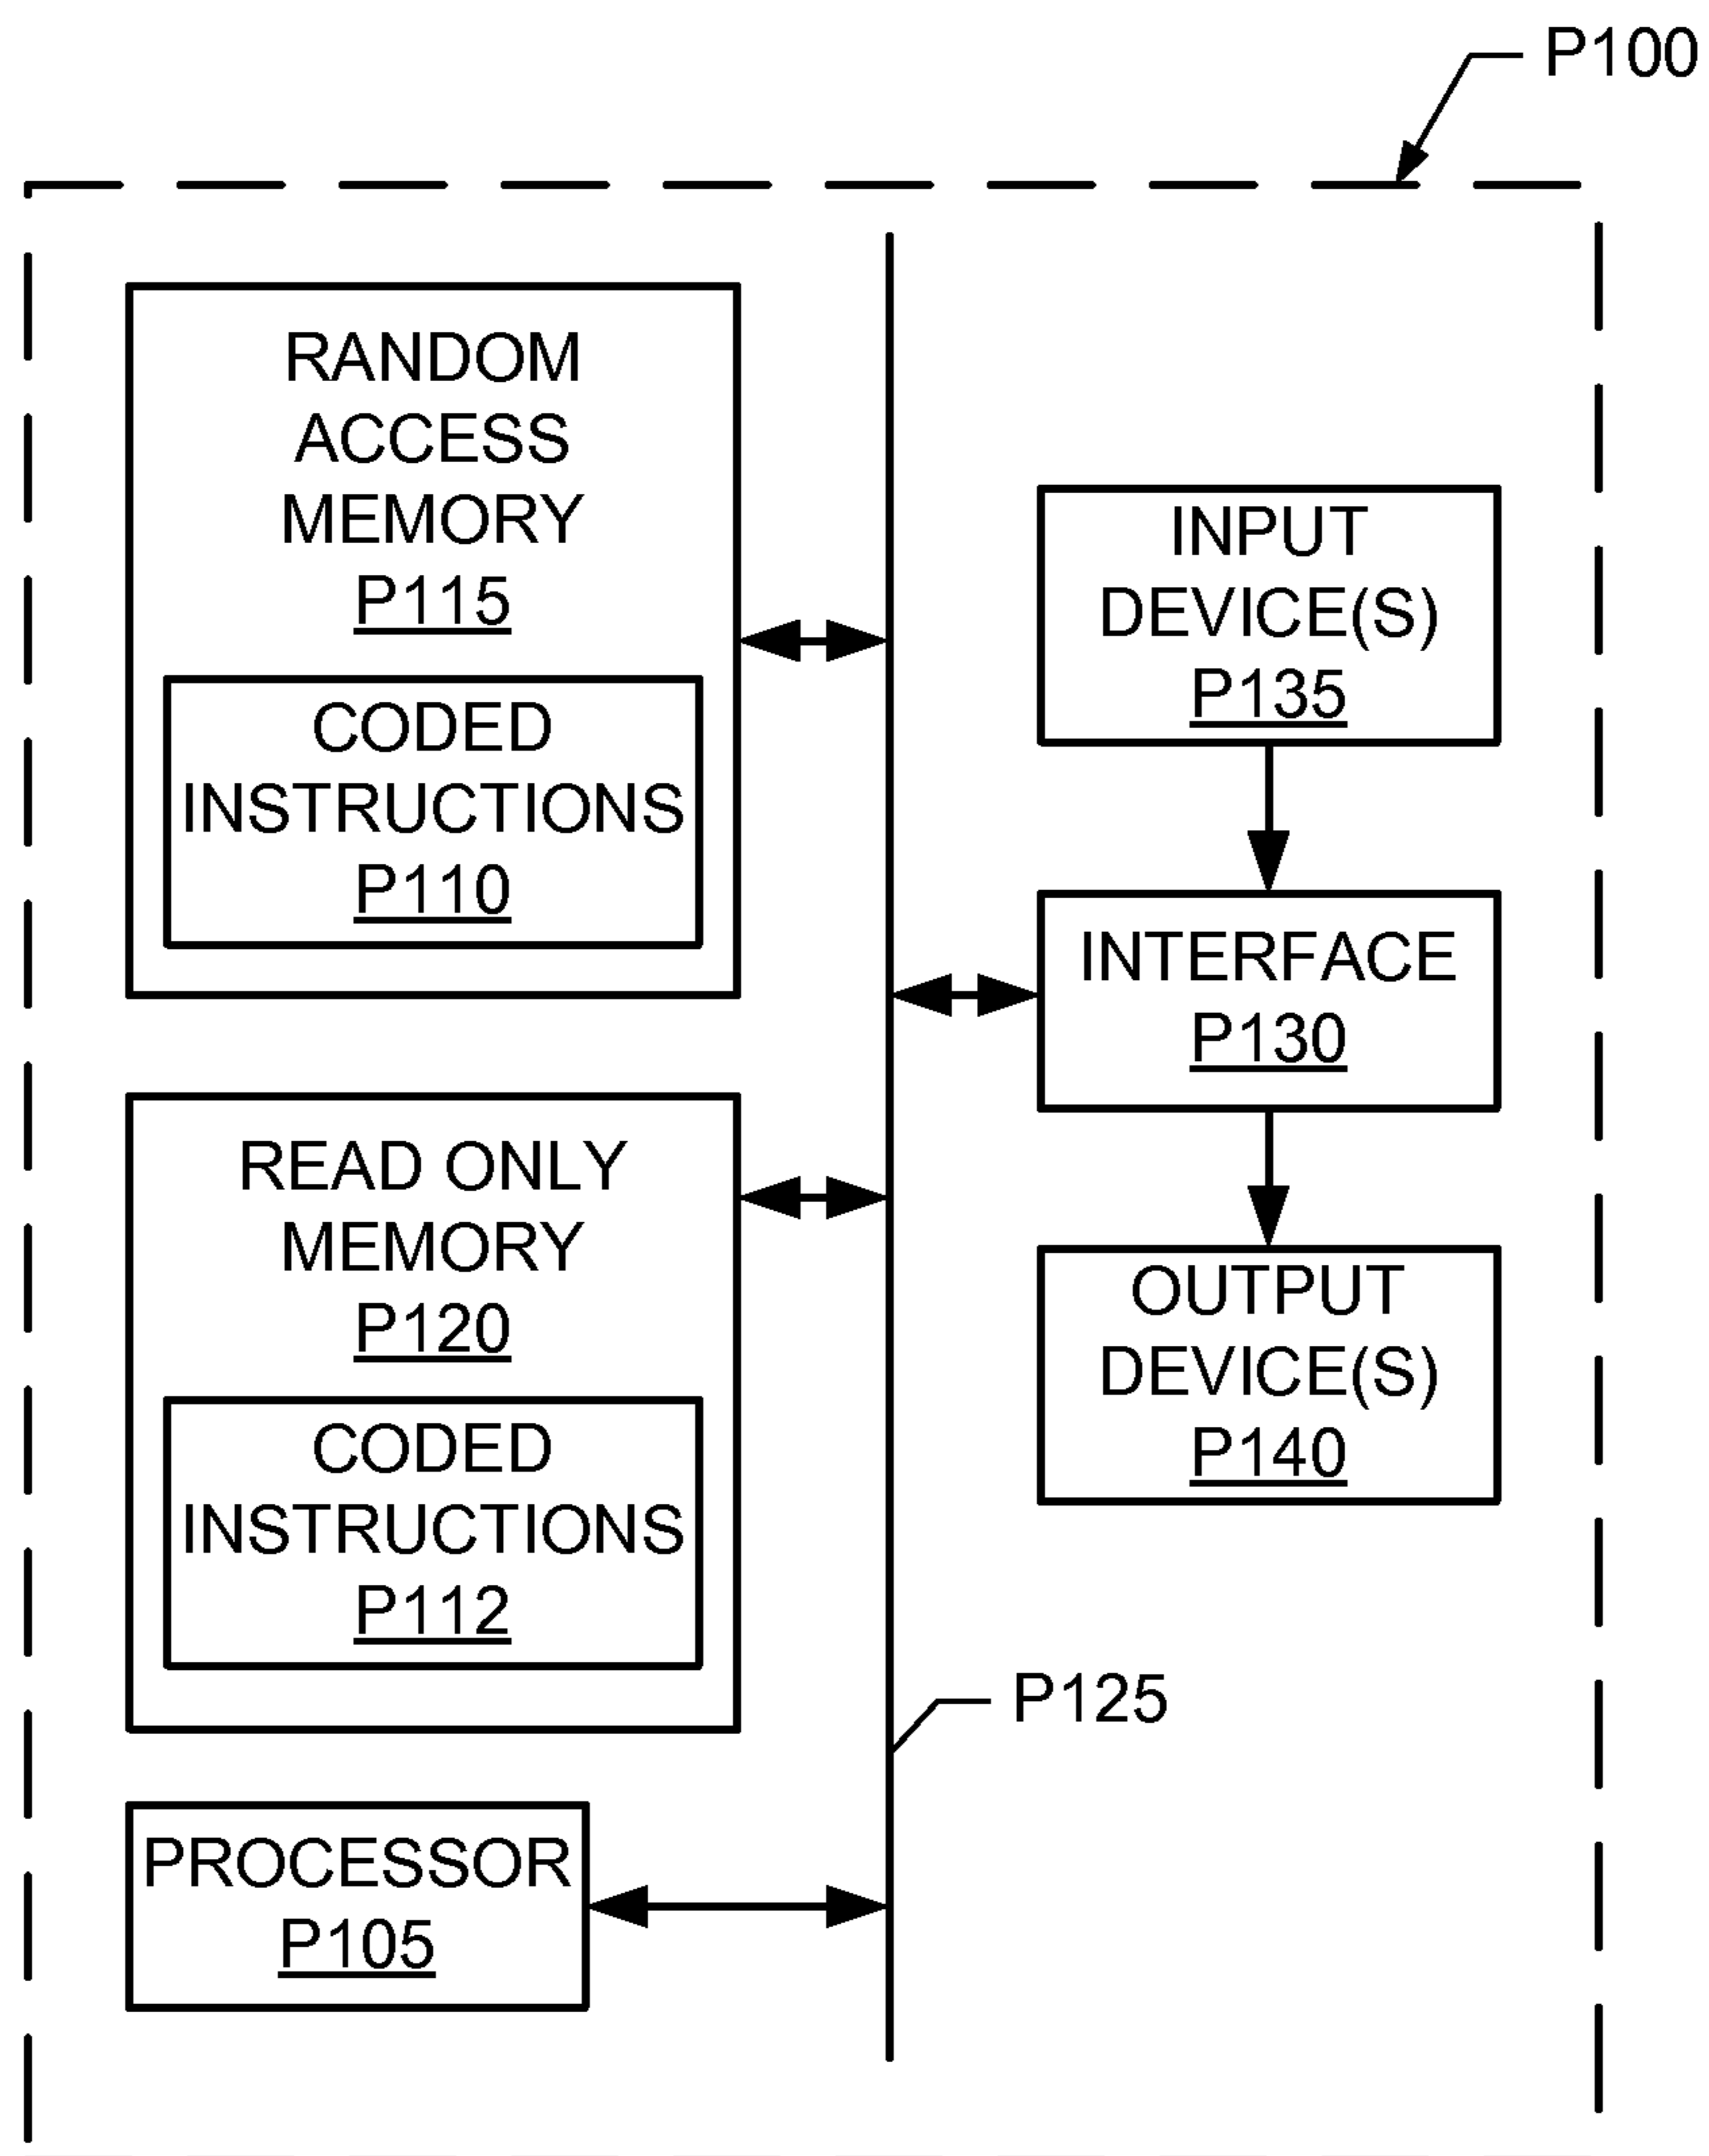 P100
RANDOM
ACCESS
MEMORY
P115
CODED
INSTRUCTIONS
P110
READ ONLY
MEMORY
P120
CODED
INSTRUCTIONS
P112
PROCESSOR
P105
INPUT
DEVICE(S)
P135
INTERFACE
P130
OUTPUT
DEVICE(S)
P140
P125